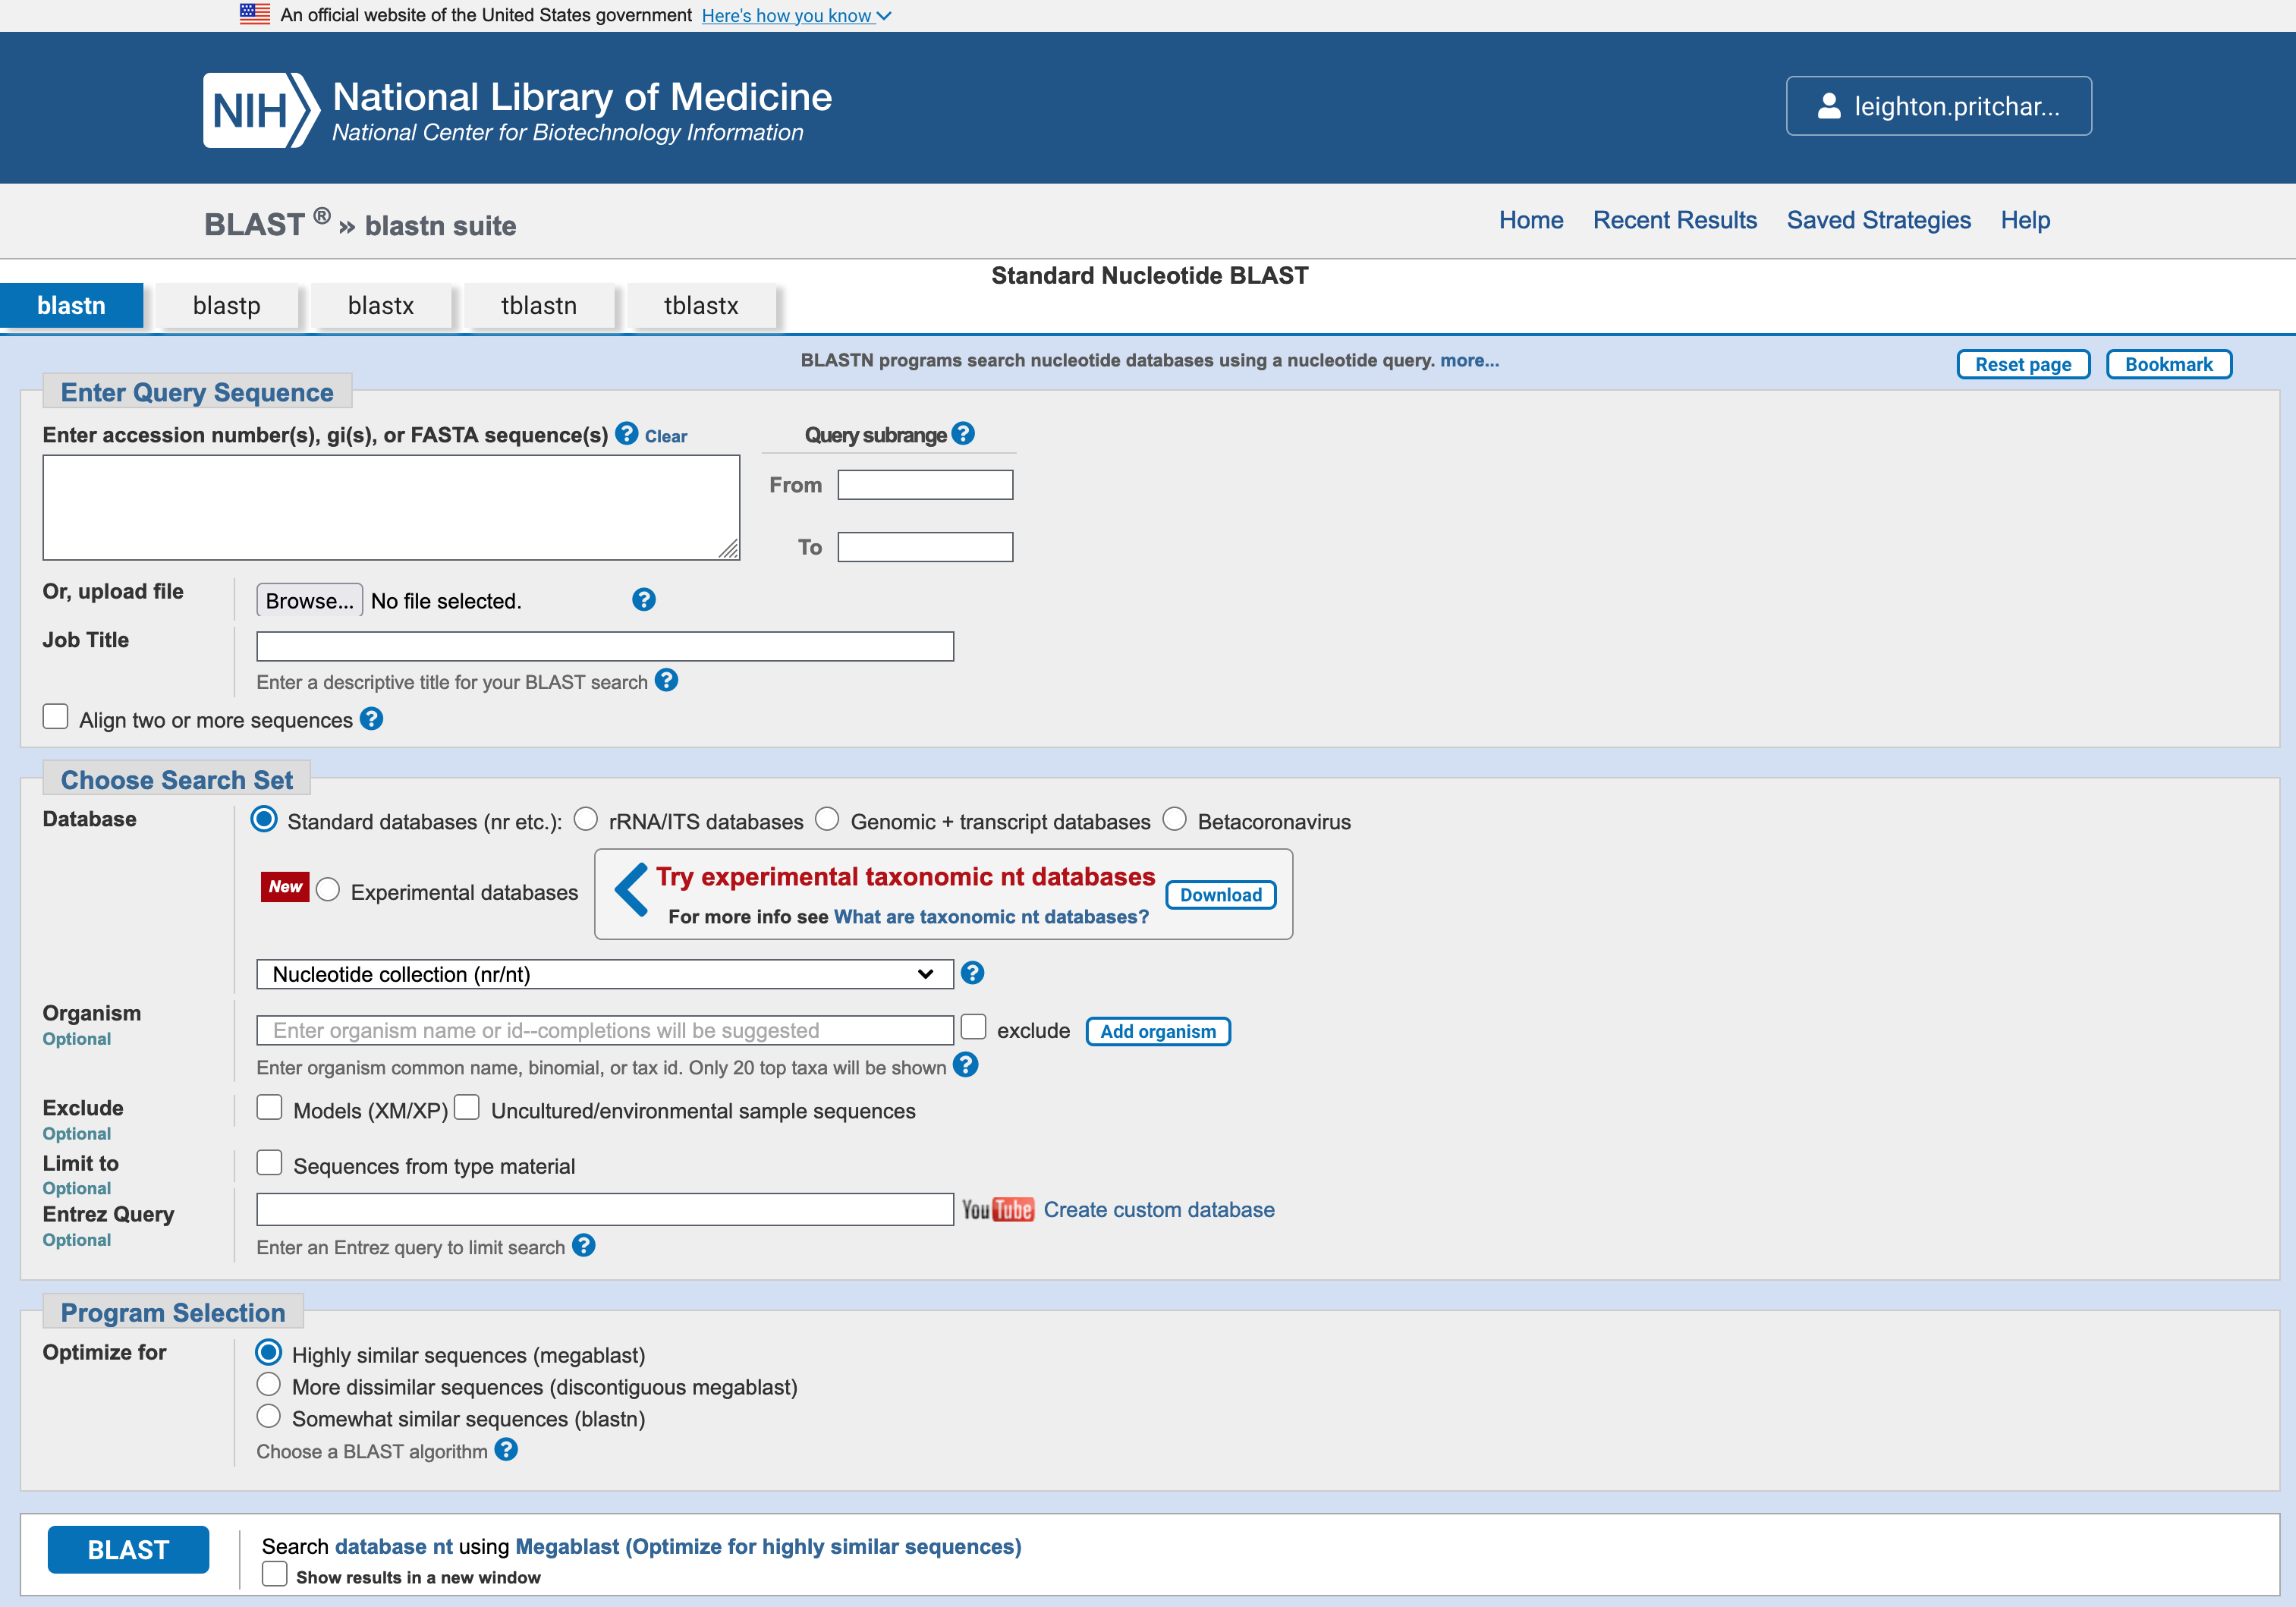 An official website of the United States government Here's how you know
NIH National Library of Medicine
National Center for Biotechnology Information
leighton.pritchar...
BLAST ® » blastn suite
Home Recent Results Saved Strategies Help
Standard Nucleotide BLAST
blastn blastp blastx tblastn tblastx
BLASTN programs search nucleotide databases using a nucleotide query. more...
Reset page Bookmark
Enter Query Sequence
Enter accession number(s), gi(s), or FASTA sequence(s) ? Clear
Query subrange ?
From
To
Or, upload file Browse... No file selected. ?
Job Title
Enter a descriptive title for your BLAST search ?
Align two or more sequences ?
Choose Search Set
Database Standard databases (nr etc.): rRNA/ITS databases Genomic + transcript databases Betacoronavirus
New Experimental databases
Try experimental taxonomic nt databases
For more info see What are taxonomic nt databases?
Download
Nucleotide collection (nr/nt) ?
Organism
Optional
Enter organism name or id--completions will be suggested exclude Add organism
Enter organism common name, binomial, or tax id. Only 20 top taxa will be shown ?
Exclude
Optional
Models (XM/XP) Uncultured/environmental sample sequences
Limit to
Optional
Sequences from type material
Entrez Query
Optional
YouTube Create custom database
Enter an Entrez query to limit search ?
Program Selection
Optimize for
Highly similar sequences (megablast)
More dissimilar sequences (discontiguous megablast)
Somewhat similar sequences (blastn)
Choose a BLAST algorithm ?
BLAST
Search database nt using Megablast (Optimize for highly similar sequences)
Show results in a new window